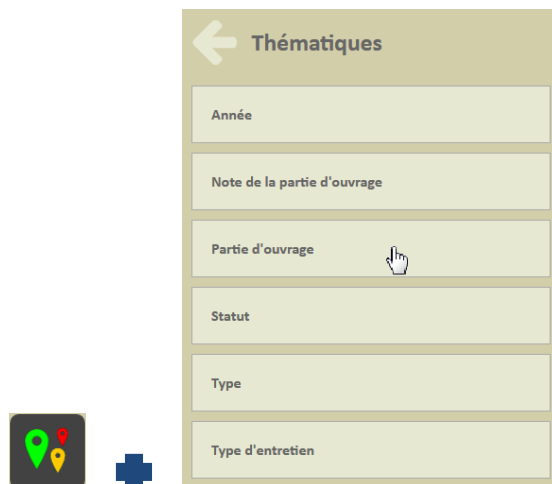 Thématiques
Année
Note de la partie d'ouvrage
Partie d'ouvrage
Statut
Type
Type d'entretien